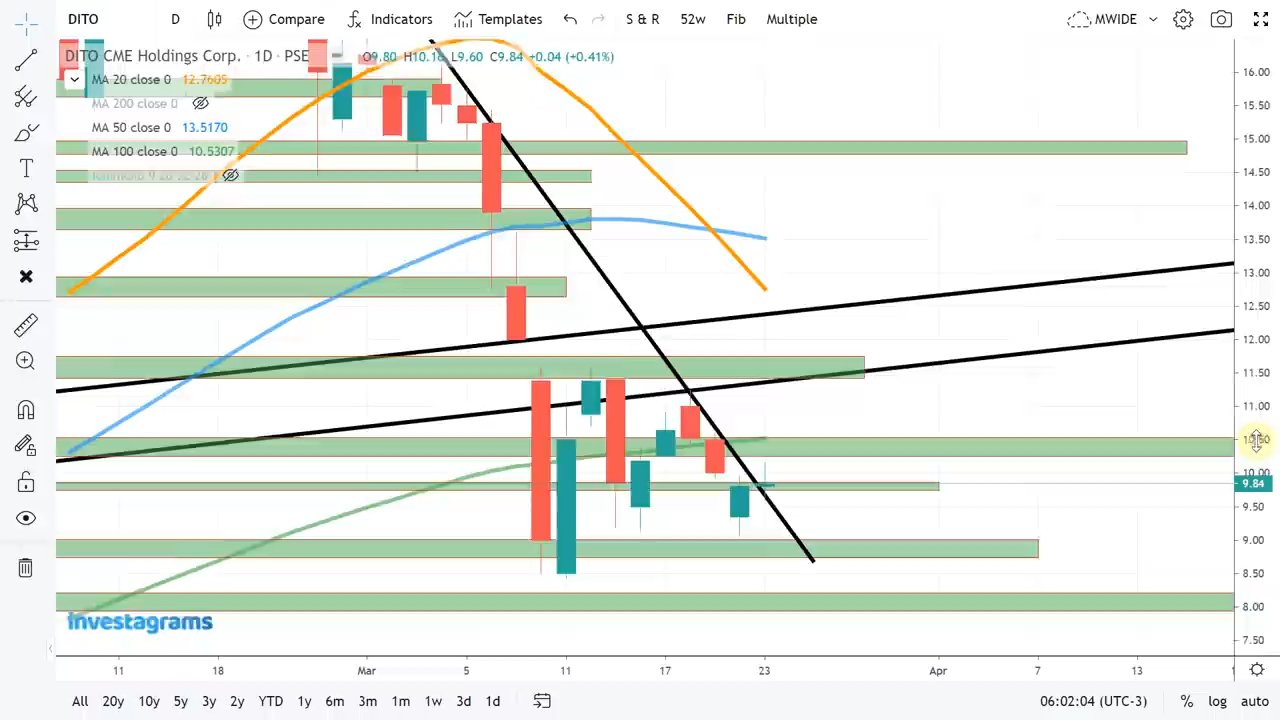 DITO D Compare Indicators Templates S & R 52w Fib Multiple MWIDE
DITO CME Holdings Corp. · 1D · PSE O9.80 H10.16 L9.60 C9.84 +0.04 (+0.41%)
MA 20 close 0 12.7605
MA 200 close 0
MA 50 close 0 13.5170
MA 100 close 0 10.5307
16.00
15.50
15.00
14.50
14.00
13.50
13.00
12.50
12.00
11.50
11.00
10.50
10.00
9.84
9.50
9.00
8.50
8.00
7.50
Investagrams
11 18 Mar 5 11 17 23 Apr 7 13
All 20y 10y 5y 3y 2y YTD 1y 6m 3m 1m 1w 3d 1d 06:02:04 (UTC-3) % log auto